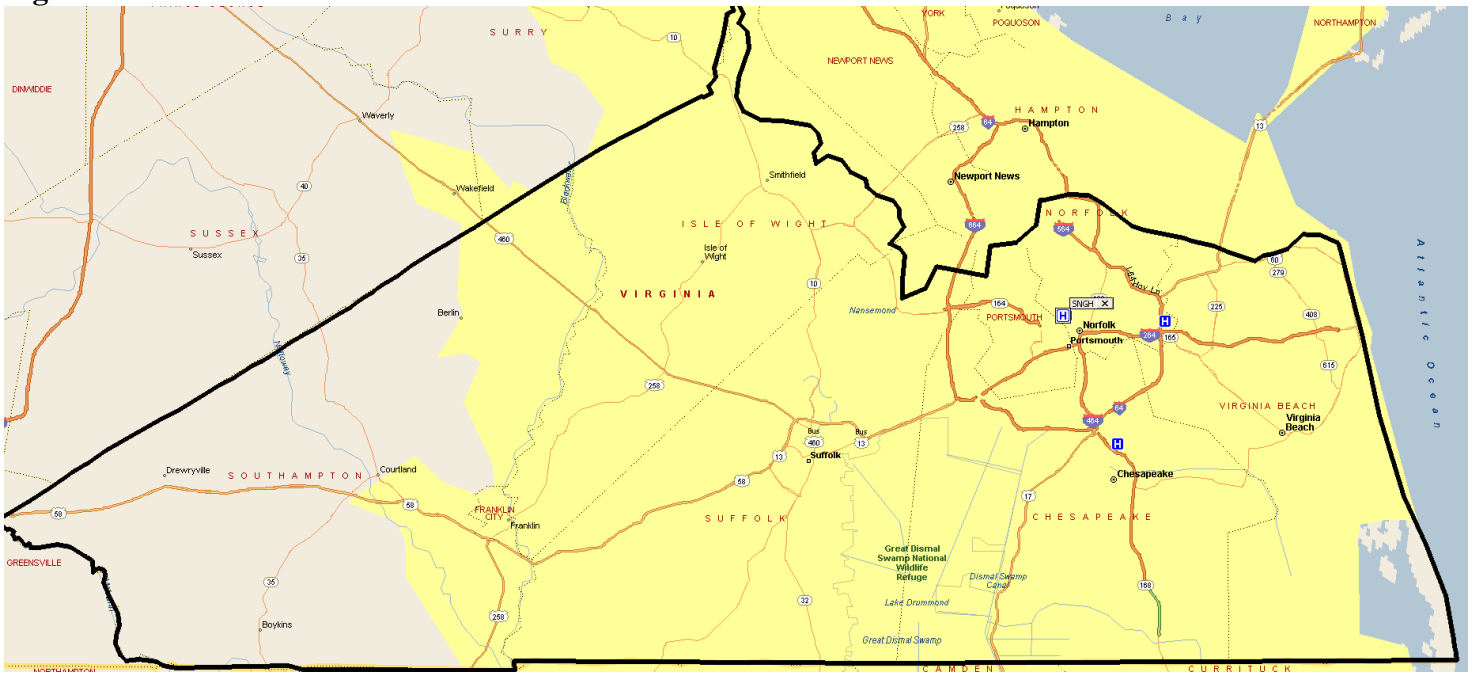 SURRY
YORK
POQUOSON
Bay
NORTHAMPTON
10
DINWIDDIE
NEWPORT NEWS
Waverly
HAMPTON
64
258
Hampton
13
40
Wakefield
Blackwater
Smithfield
Newport News
SUSSEX
Sussex
35
460
ISLE OF WIGHT
Isle of
Wight
664
NORFOLK
564
60
279
Atlantic Ocean
VIRGINIA
10
Berlin
Nansemond
164
PORTSMOUTH
SNGH X
H
H
225
408
Norfolk
Portsmouth
264
165
Nottoway
615
258
64
464
VIRGINIA BEACH
Virginia
Beach
Bus
460
Bus
13
13
Suffolk
H
Drewryville
SOUTHAMPTON
Courtland
58
Chesapeake
58
58
17
FRANKLIN
CITY
Franklin
SUFFOLK
CHESAPEAKE
GREENSVILLE
Great Dismal
Swamp National
Wildlife
Refuge
Dismal Swamp
Canal
35
168
32
Lake Drummond
258
Boykins
Great Dismal Swamp
NORTHAMPTON
CAMDEN
CURRITUCK